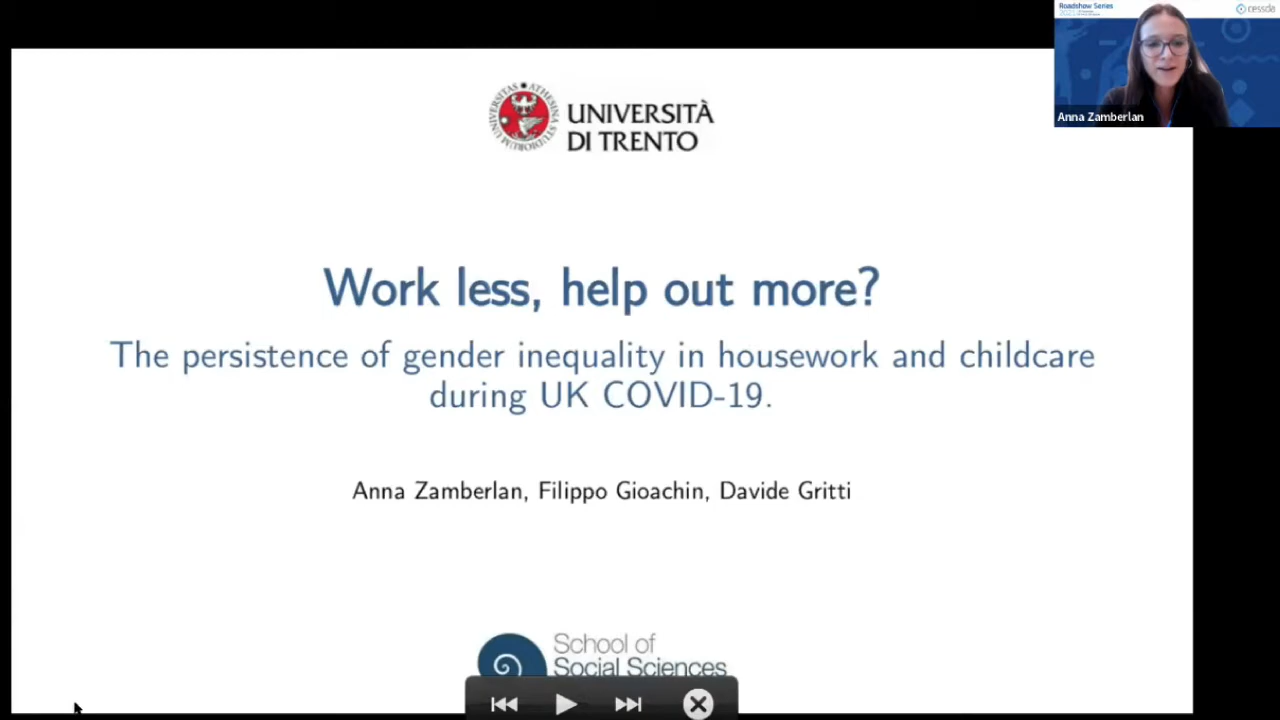 Roadshow Series
2021
cessda
Anna Zamberlan
UNIVERSITÀ
DI TRENTO
Work less, help out more?
The persistence of gender inequality in housework and childcare
during UK COVID-19.
Anna Zamberlan, Filippo Gioachin, Davide Gritti
School of
Social Sciences